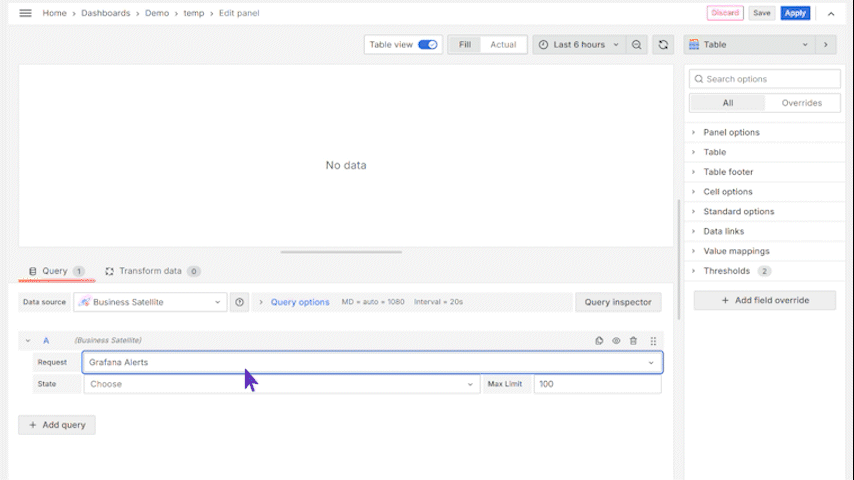 Home > Dashboards > Demo > temp > Edit panel
Discard Save Apply
Table view Fill Actual Last 6 hours Table
Search options
All Overrides
No data
Panel options
Table
Table footer
Cell options
Standard options
Data links
Value mappings
Thresholds 2
+ Add field override
Query 1 Transform data 0
Data source Business Satellite > Query options MD = auto = 1080 Interval = 20s Query inspector
A (Business Satellite)
Request Grafana Alerts
State Choose Max Limit 100
+ Add query